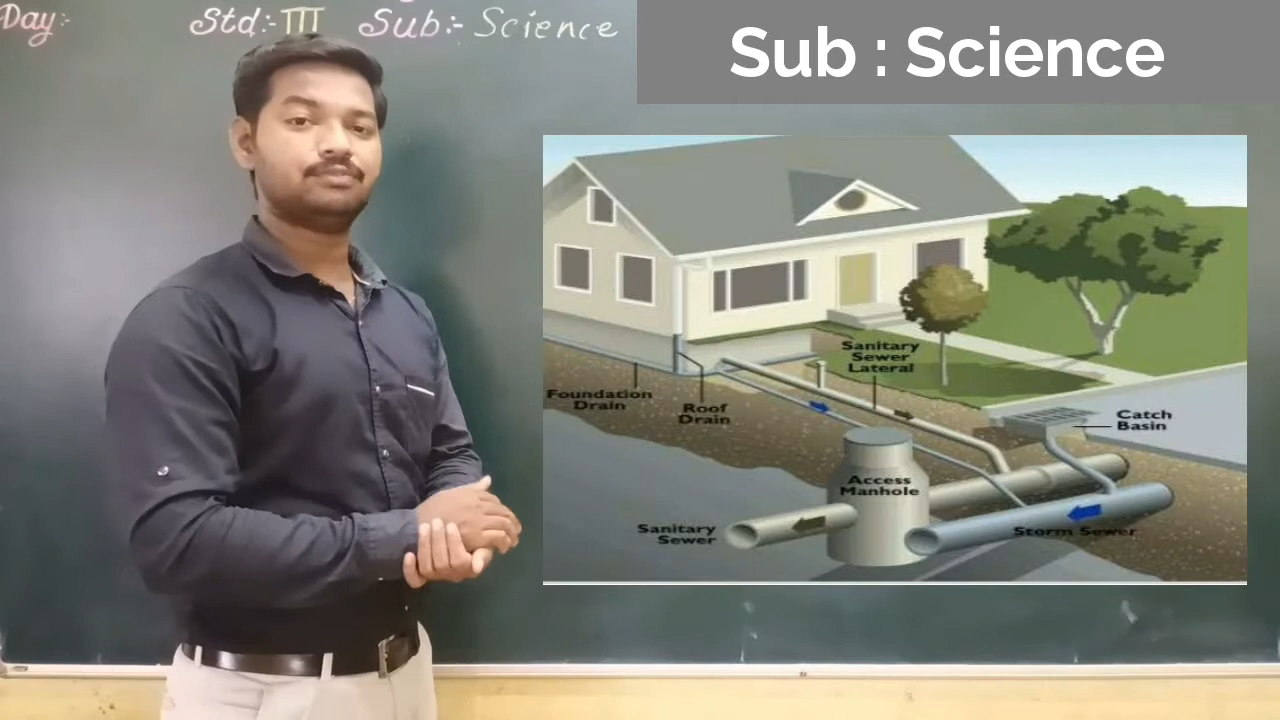 Day:-
Std:- III Sub:- Science
Sub : Science
Sanitary
Sewer
Lateral
Foundation
Drain
Roof
Drain
Catch
Basin
Access
Manhole
Sanitary
Sewer
Storm Sewer